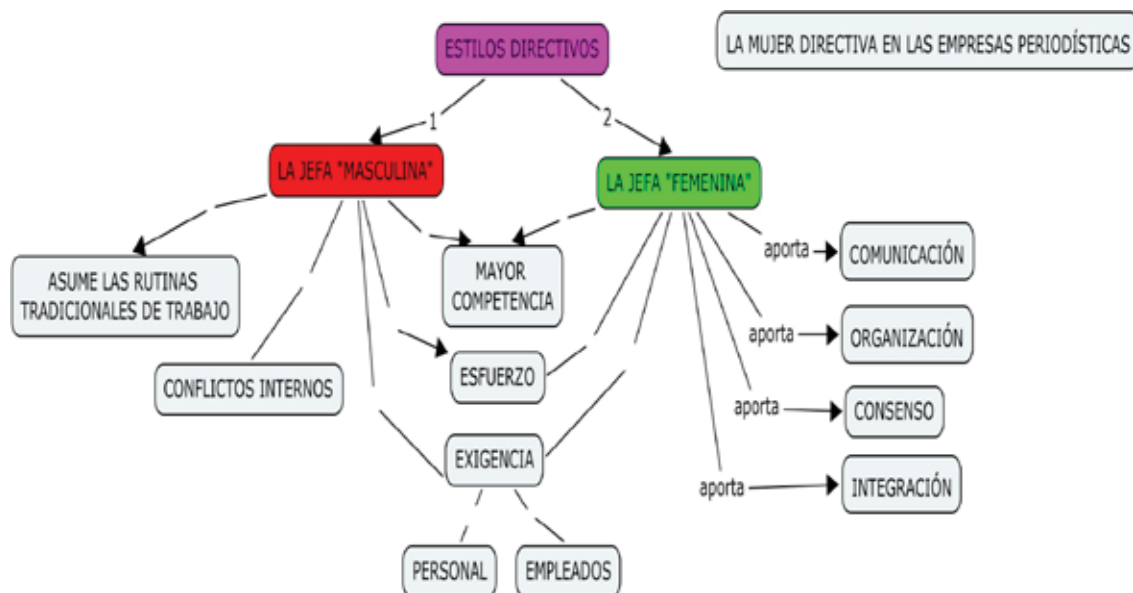 ESTILOS DIRECTIVOS
LA MUJER DIRECTIVA EN LAS EMPRESAS PERIODÍSTICAS
1
2
LA JEFA "MASCULINA"
LA JEFA "FEMENINA"
ASUME LAS RUTINAS
TRADICIONALES DE TRABAJO
MAYOR
COMPETENCIA
aporta
COMUNICACIÓN
aporta
ORGANIZACIÓN
CONFLICTOS INTERNOS
ESFUERZO
aporta
CONSENSO
EXIGENCIA
aporta
INTEGRACIÓN
PERSONAL
EMPLEADOS